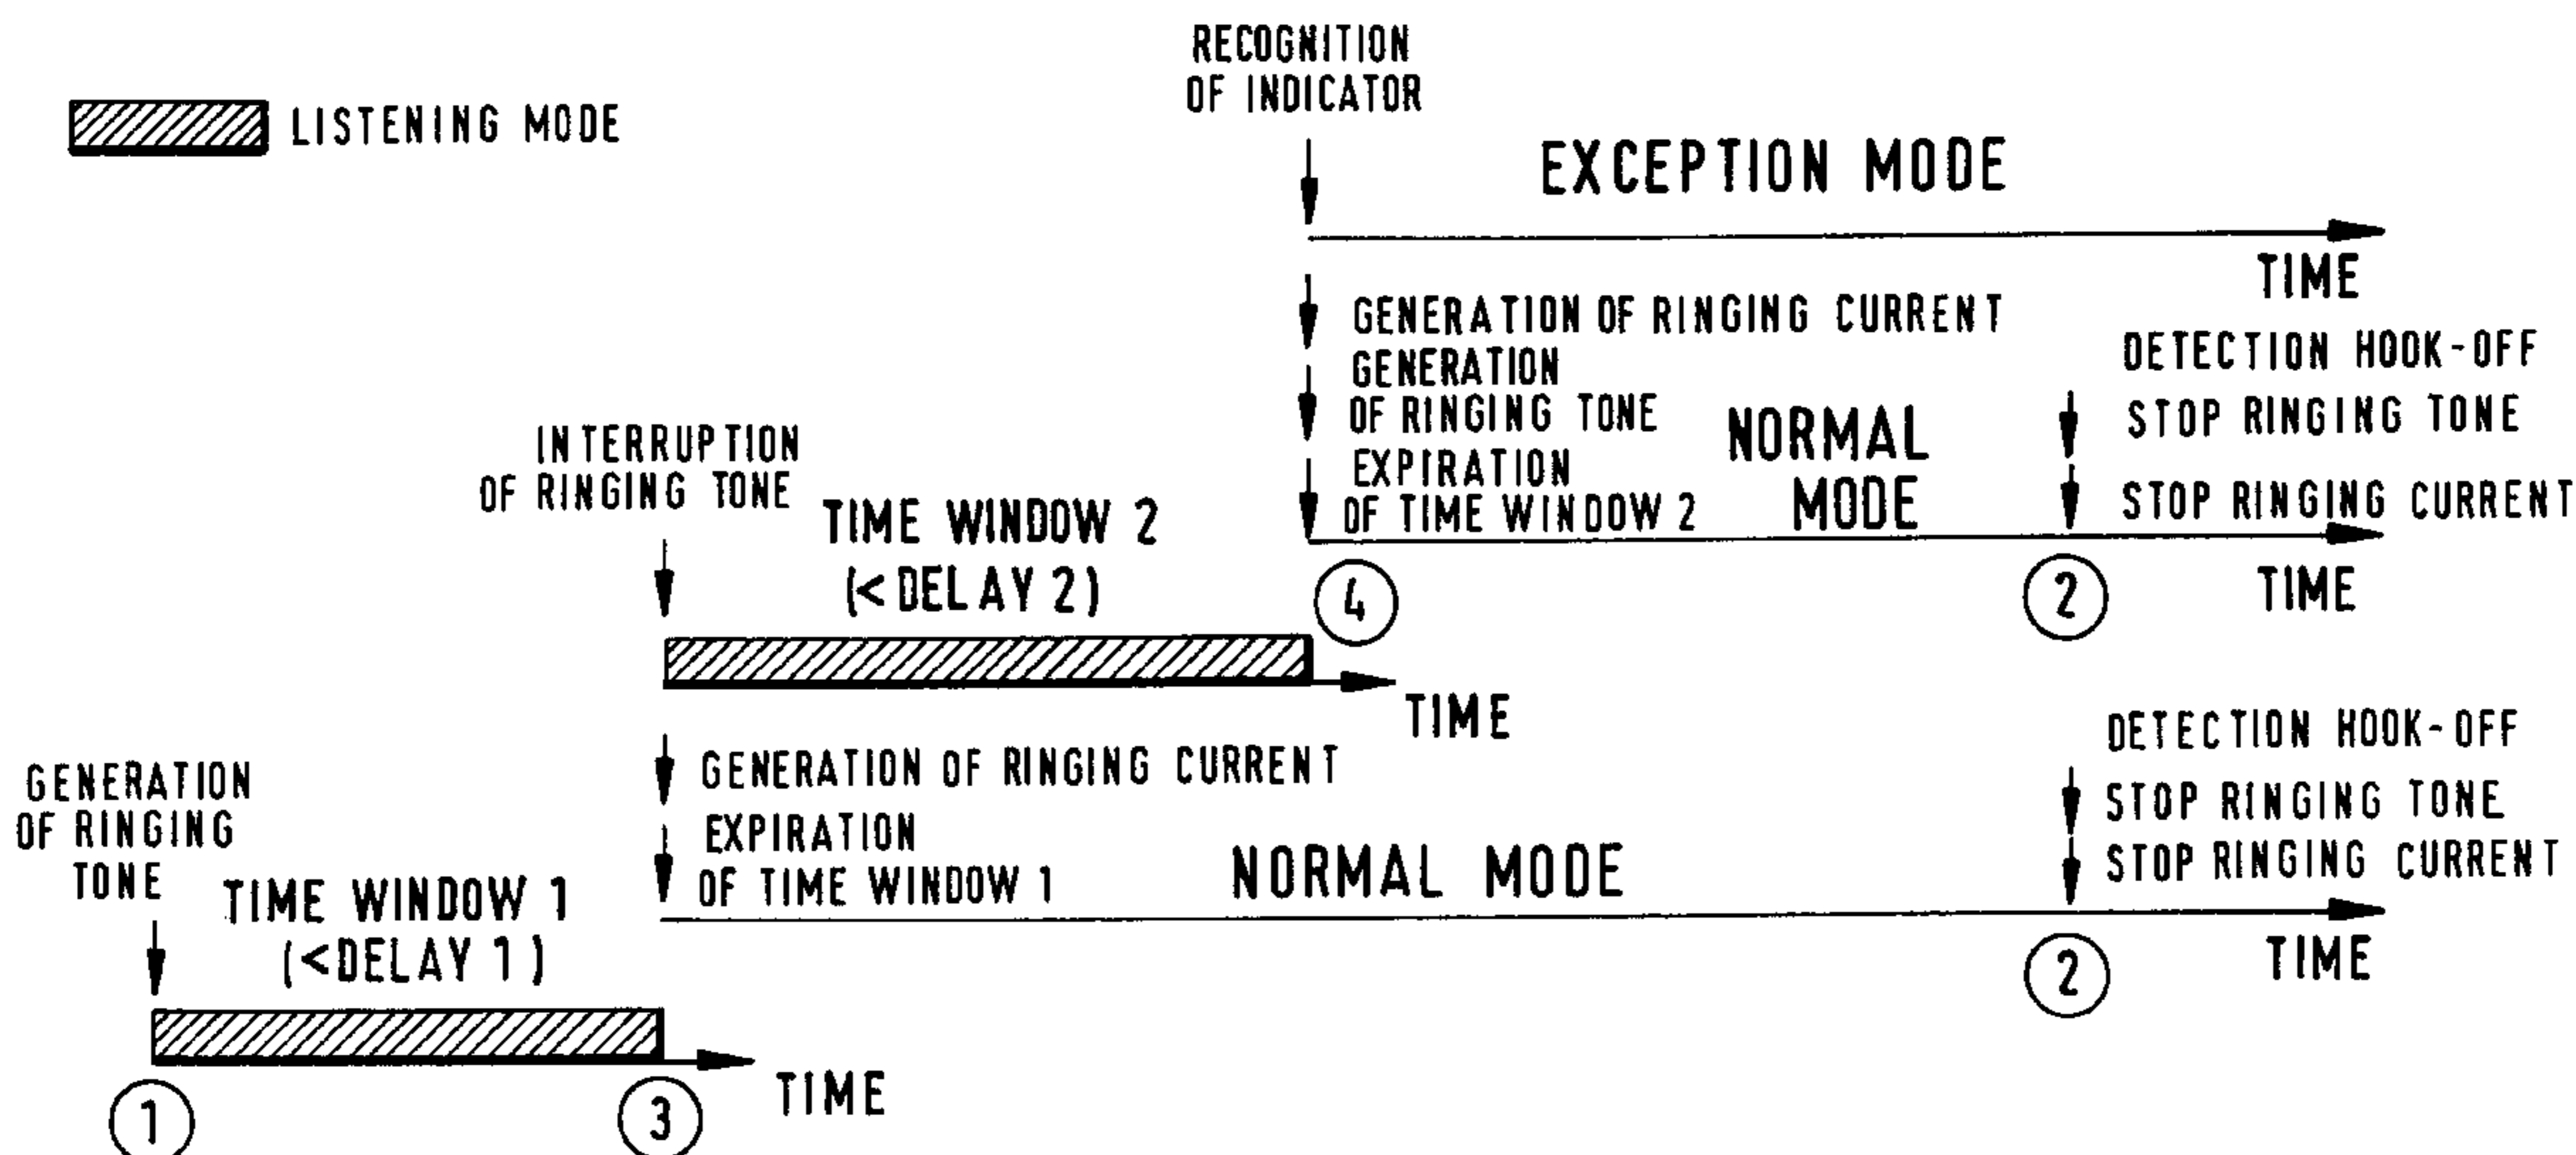 RECOGNITION
OF INDICATOR
LISTENING MODE
EXCEPTION MODE
TIME
GENERATION OF RINGING CURRENT
GENERATION
OF RINGING TONE
EXPIRATION
OF TIME WINDOW 2
NORMAL
MODE
DETECTION HOOK-OFF
STOP RINGING TONE
STOP RINGING CURRENT
INTERRUPTION
OF RINGING TONE
TIME WINDOW 2
(< DELAY 2)
4
2
TIME
TIME
GENERATION OF RINGING CURRENT
EXPIRATION
OF TIME WINDOW 1
NORMAL MODE
DETECTION HOOK-OFF
STOP RINGING TONE
STOP RINGING CURRENT
GENERATION
OF RINGING
TONE
TIME WINDOW 1
(<DELAY 1)
2
TIME
TIME
1
3